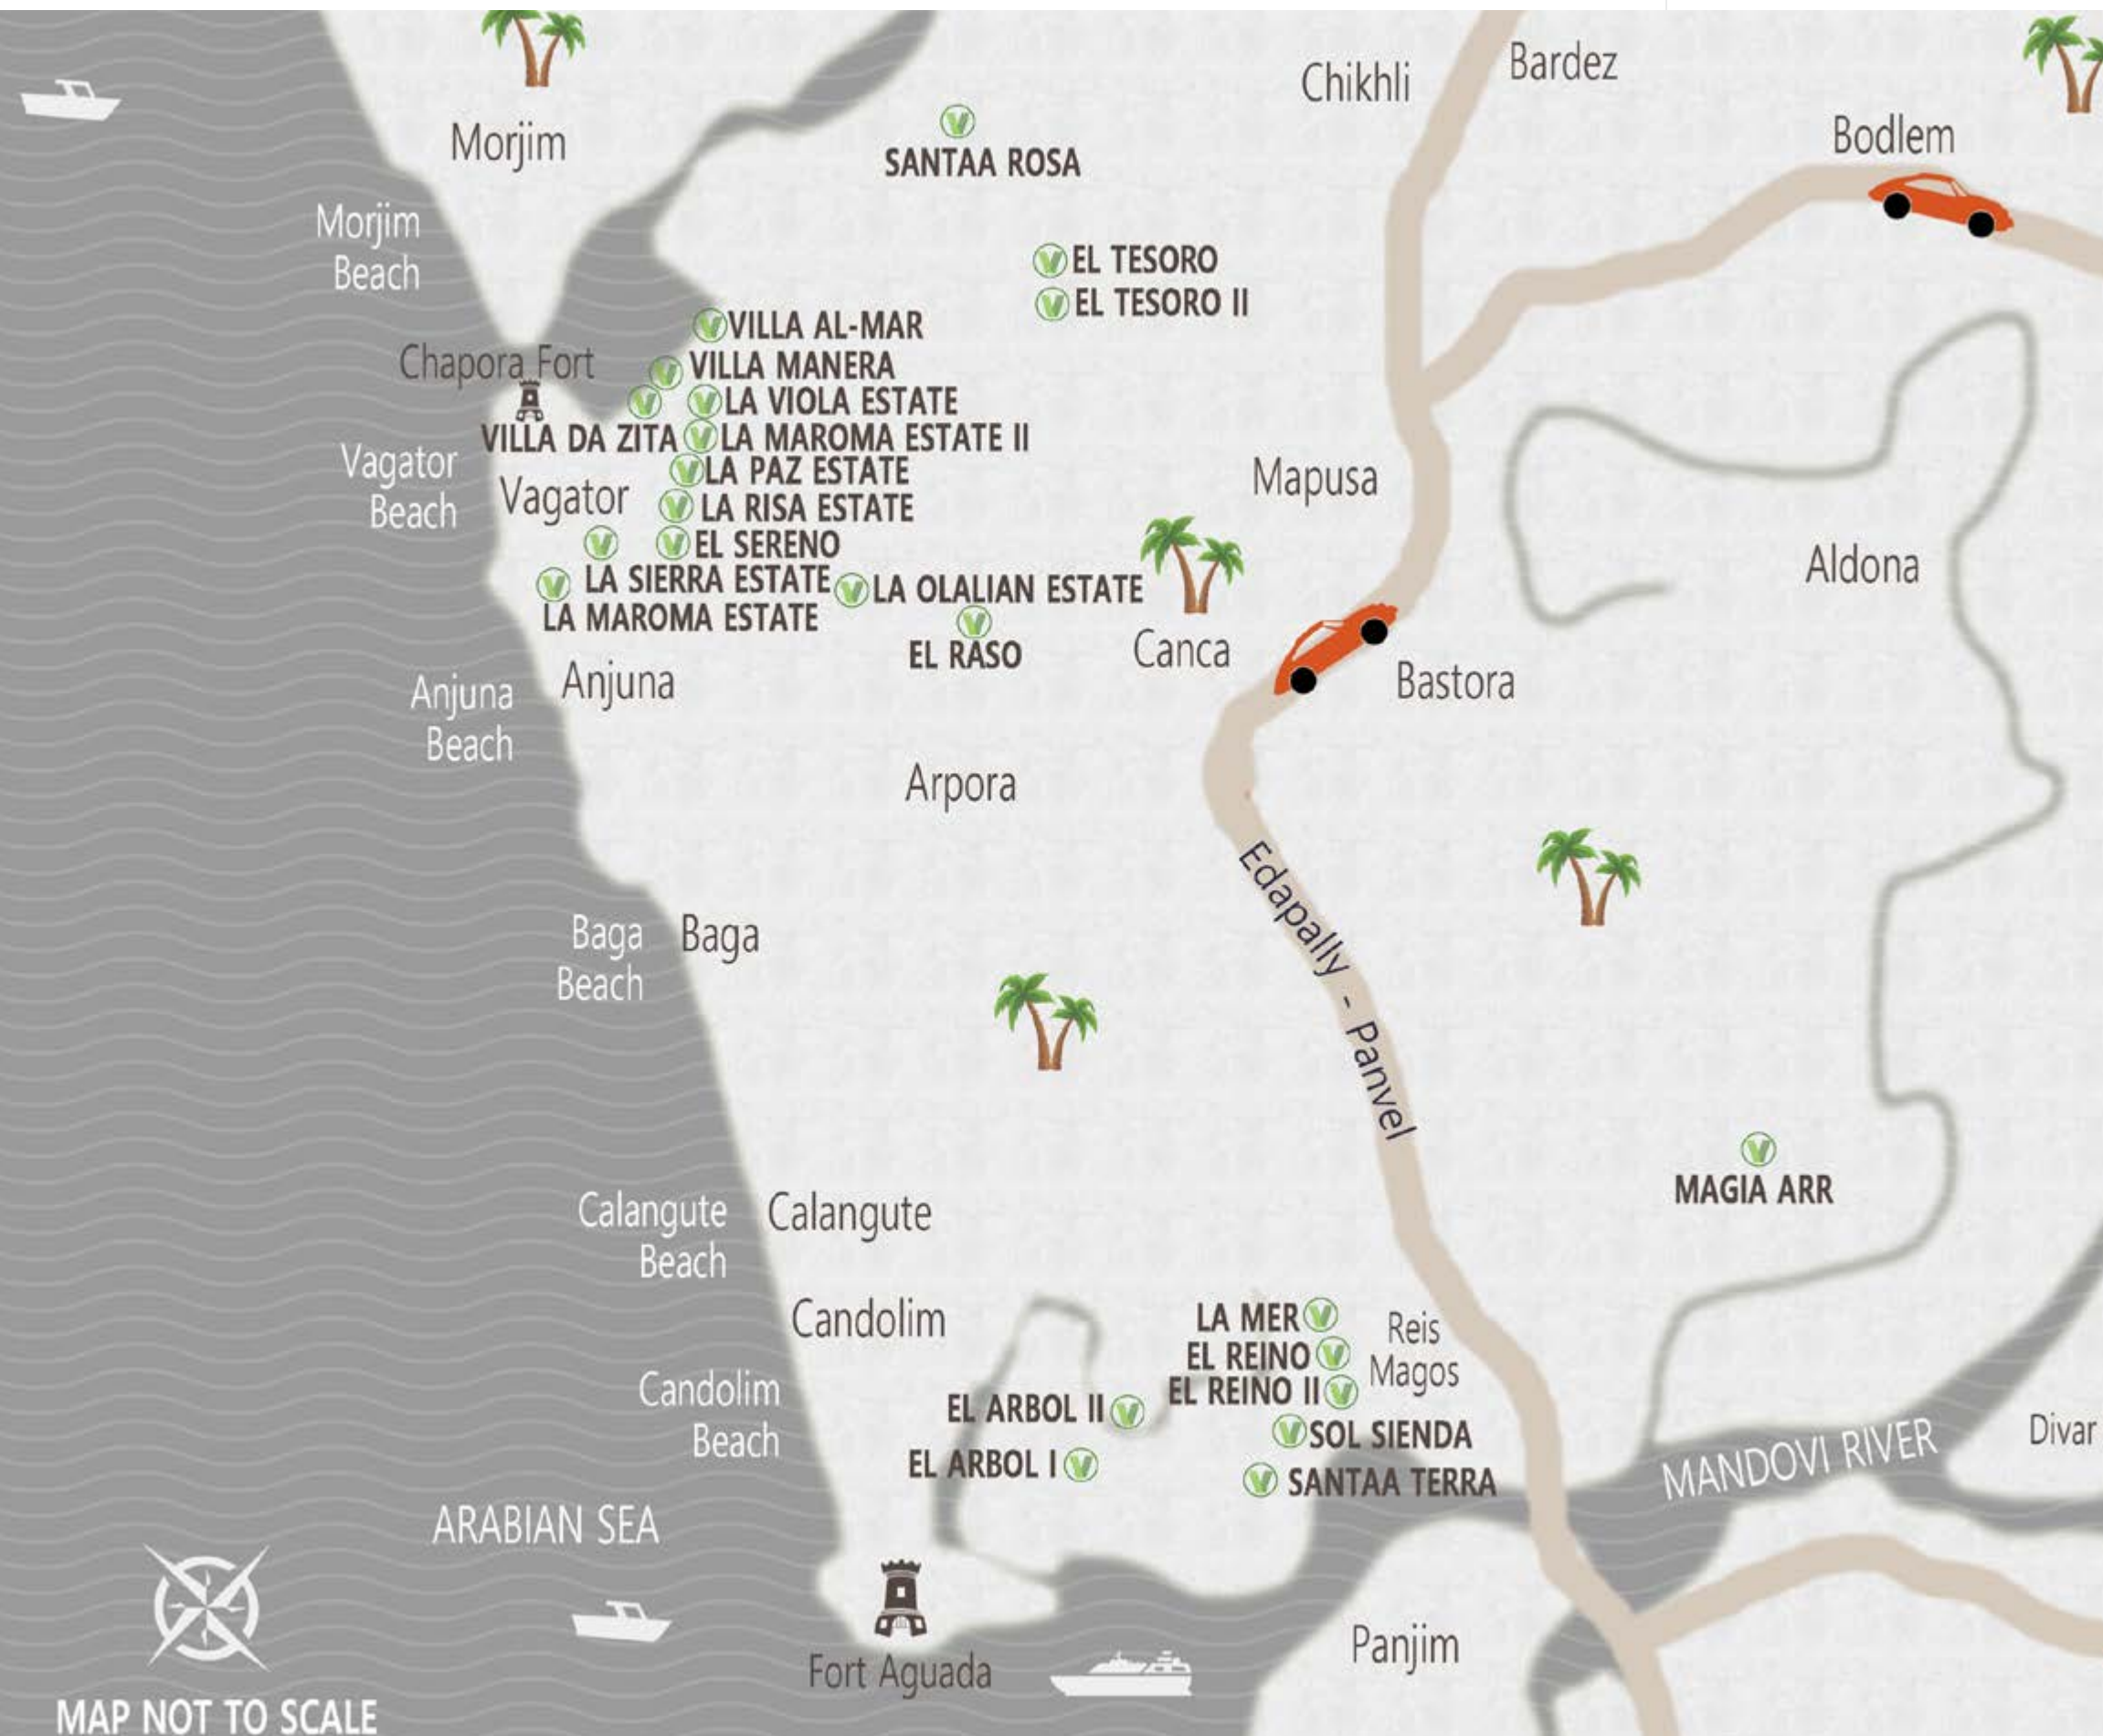 Chikhli
Bardez
Bodlem
Morjim
SANTAA ROSA
Morjim
Beach
EL TESORO
EL TESORO II
VILLA AL-MAR
Chapora Fort
VILLA MANERA
LA VIOLA ESTATE
VILLA DA ZITA
LA MAROMA ESTATE II
Vagator
Beach
Vagator
LA PAZ ESTATE
LA RISA ESTATE
Mapusa
EL SERENO
LA SIERRA ESTATE
LA OLALIAN ESTATE
LA MAROMA ESTATE
EL RASO
Canca
Aldona
Bastora
Anjuna
Beach
Anjuna
Arpora
Edapally - Panvel
Baga
Beach
Baga
MAGIA ARR
Calangute
Beach
Calangute
Candolim
LA MER
EL REINO
EL REINO II
Reis
Magos
Candolim
Beach
EL ARBOL II
EL ARBOL I
SOL SIENDA
SANTAA TERRA
MANDOVI RIVER
Divar
ARABIAN SEA
Fort Aguada
Panjim
MAP NOT TO SCALE